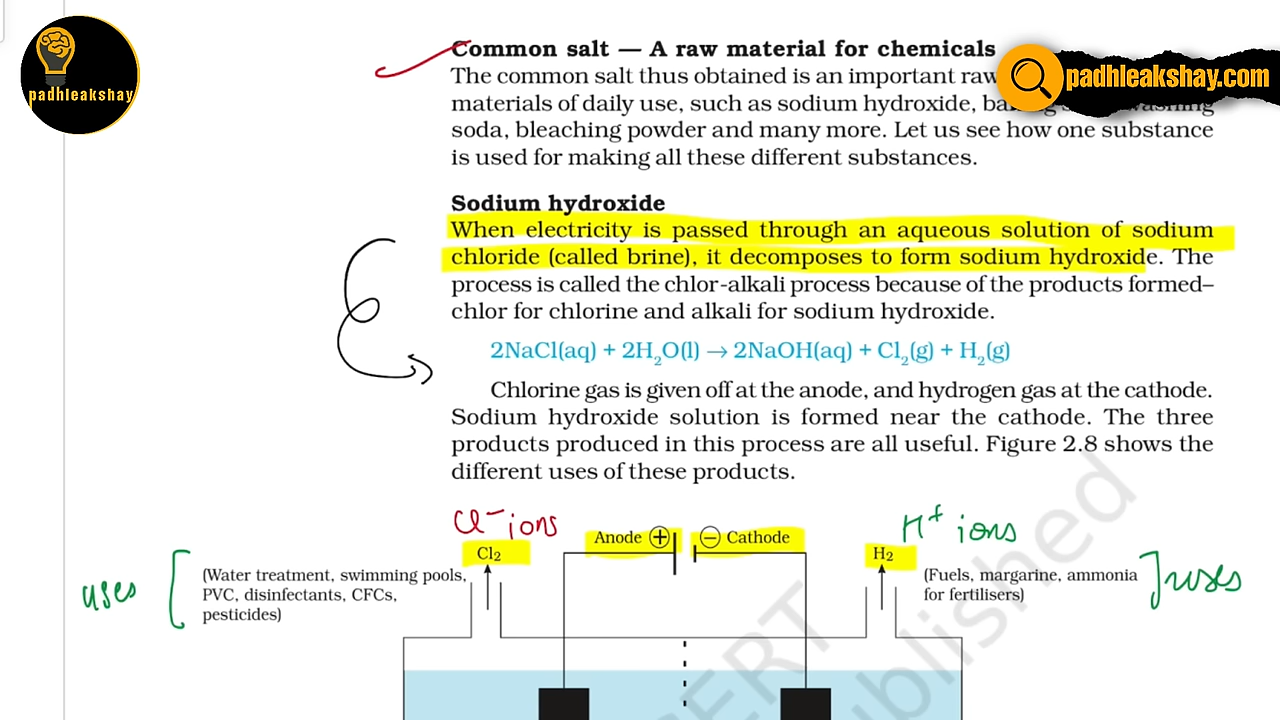 padhleakshay
padhleakshay.com
Common salt — A raw material for chemicals
The common salt thus obtained is an important raw
materials of daily use, such as sodium hydroxide,
soda, bleaching powder and many more. Let us see how one substance
is used for making all these different substances.
Sodium hydroxide
When electricity is passed through an aqueous solution of sodium
chloride (called brine), it decomposes to form sodium hydroxide. The
process is called the chlor-alkali process because of the products formed–
chlor for chlorine and alkali for sodium hydroxide.
2NaCl(aq) + 2H₂O(l) → 2NaOH(aq) + Cl₂(g) + H₂(g)
Chlorine gas is given off at the anode, and hydrogen gas at the cathode.
Sodium hydroxide solution is formed near the cathode. The three
products produced in this process are all useful. Figure 2.8 shows the
different uses of these products.
Cl⁻ ions
H⁺ ions
Anode + − Cathode
Cl₂
H₂
uses
(Water treatment, swimming pools,
PVC, disinfectants, CFCs,
pesticides)
(Fuels, margarine, ammonia
for fertilisers)
uses